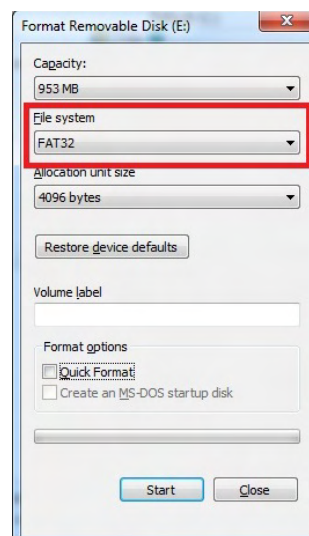 Format Removable Disk (E:)
Capacity:
953 MB
File system
FAT32
Allocation unit size
4096 bytes
Restore device defaults
Volume label
Format options
Quick Format
Create an MS-DOS startup disk
Start Close